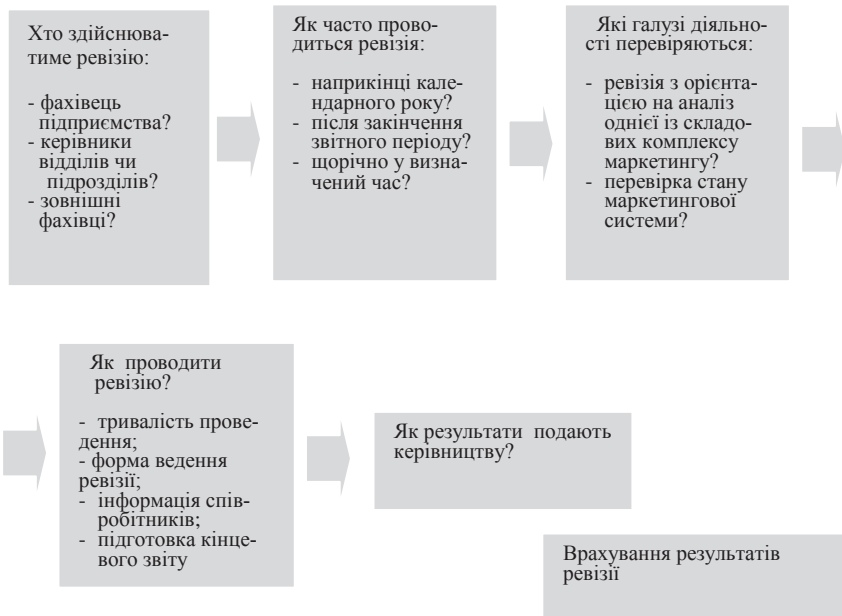 Хто здійснюва-
тиме ревізію:
- фахівець
підприємства?
- керівники
відділів чи
підрозділів?
- зовнішні
фахівці?
Як часто прово-
диться ревізія:
- наприкінці кале-
ндарного року?
- після закінчення
звітного періоду?
- щорічно у визна-
чений час?
Які галузі діяльно-
сті перевіряються:
- ревізія з орієнта-
цією на аналіз
однієї із складо-
вих комплексу
маркетингу?
- перевірка стану
маркетингової
системи?
Як проводити
ревізію?
- тривалість прове-
дення;
- форма ведення
ревізії;
- інформація спів-
робітників;
- підготовка кінце-
вого звіту
Як результати подають
керівництву?
Врахування результатів
ревізії